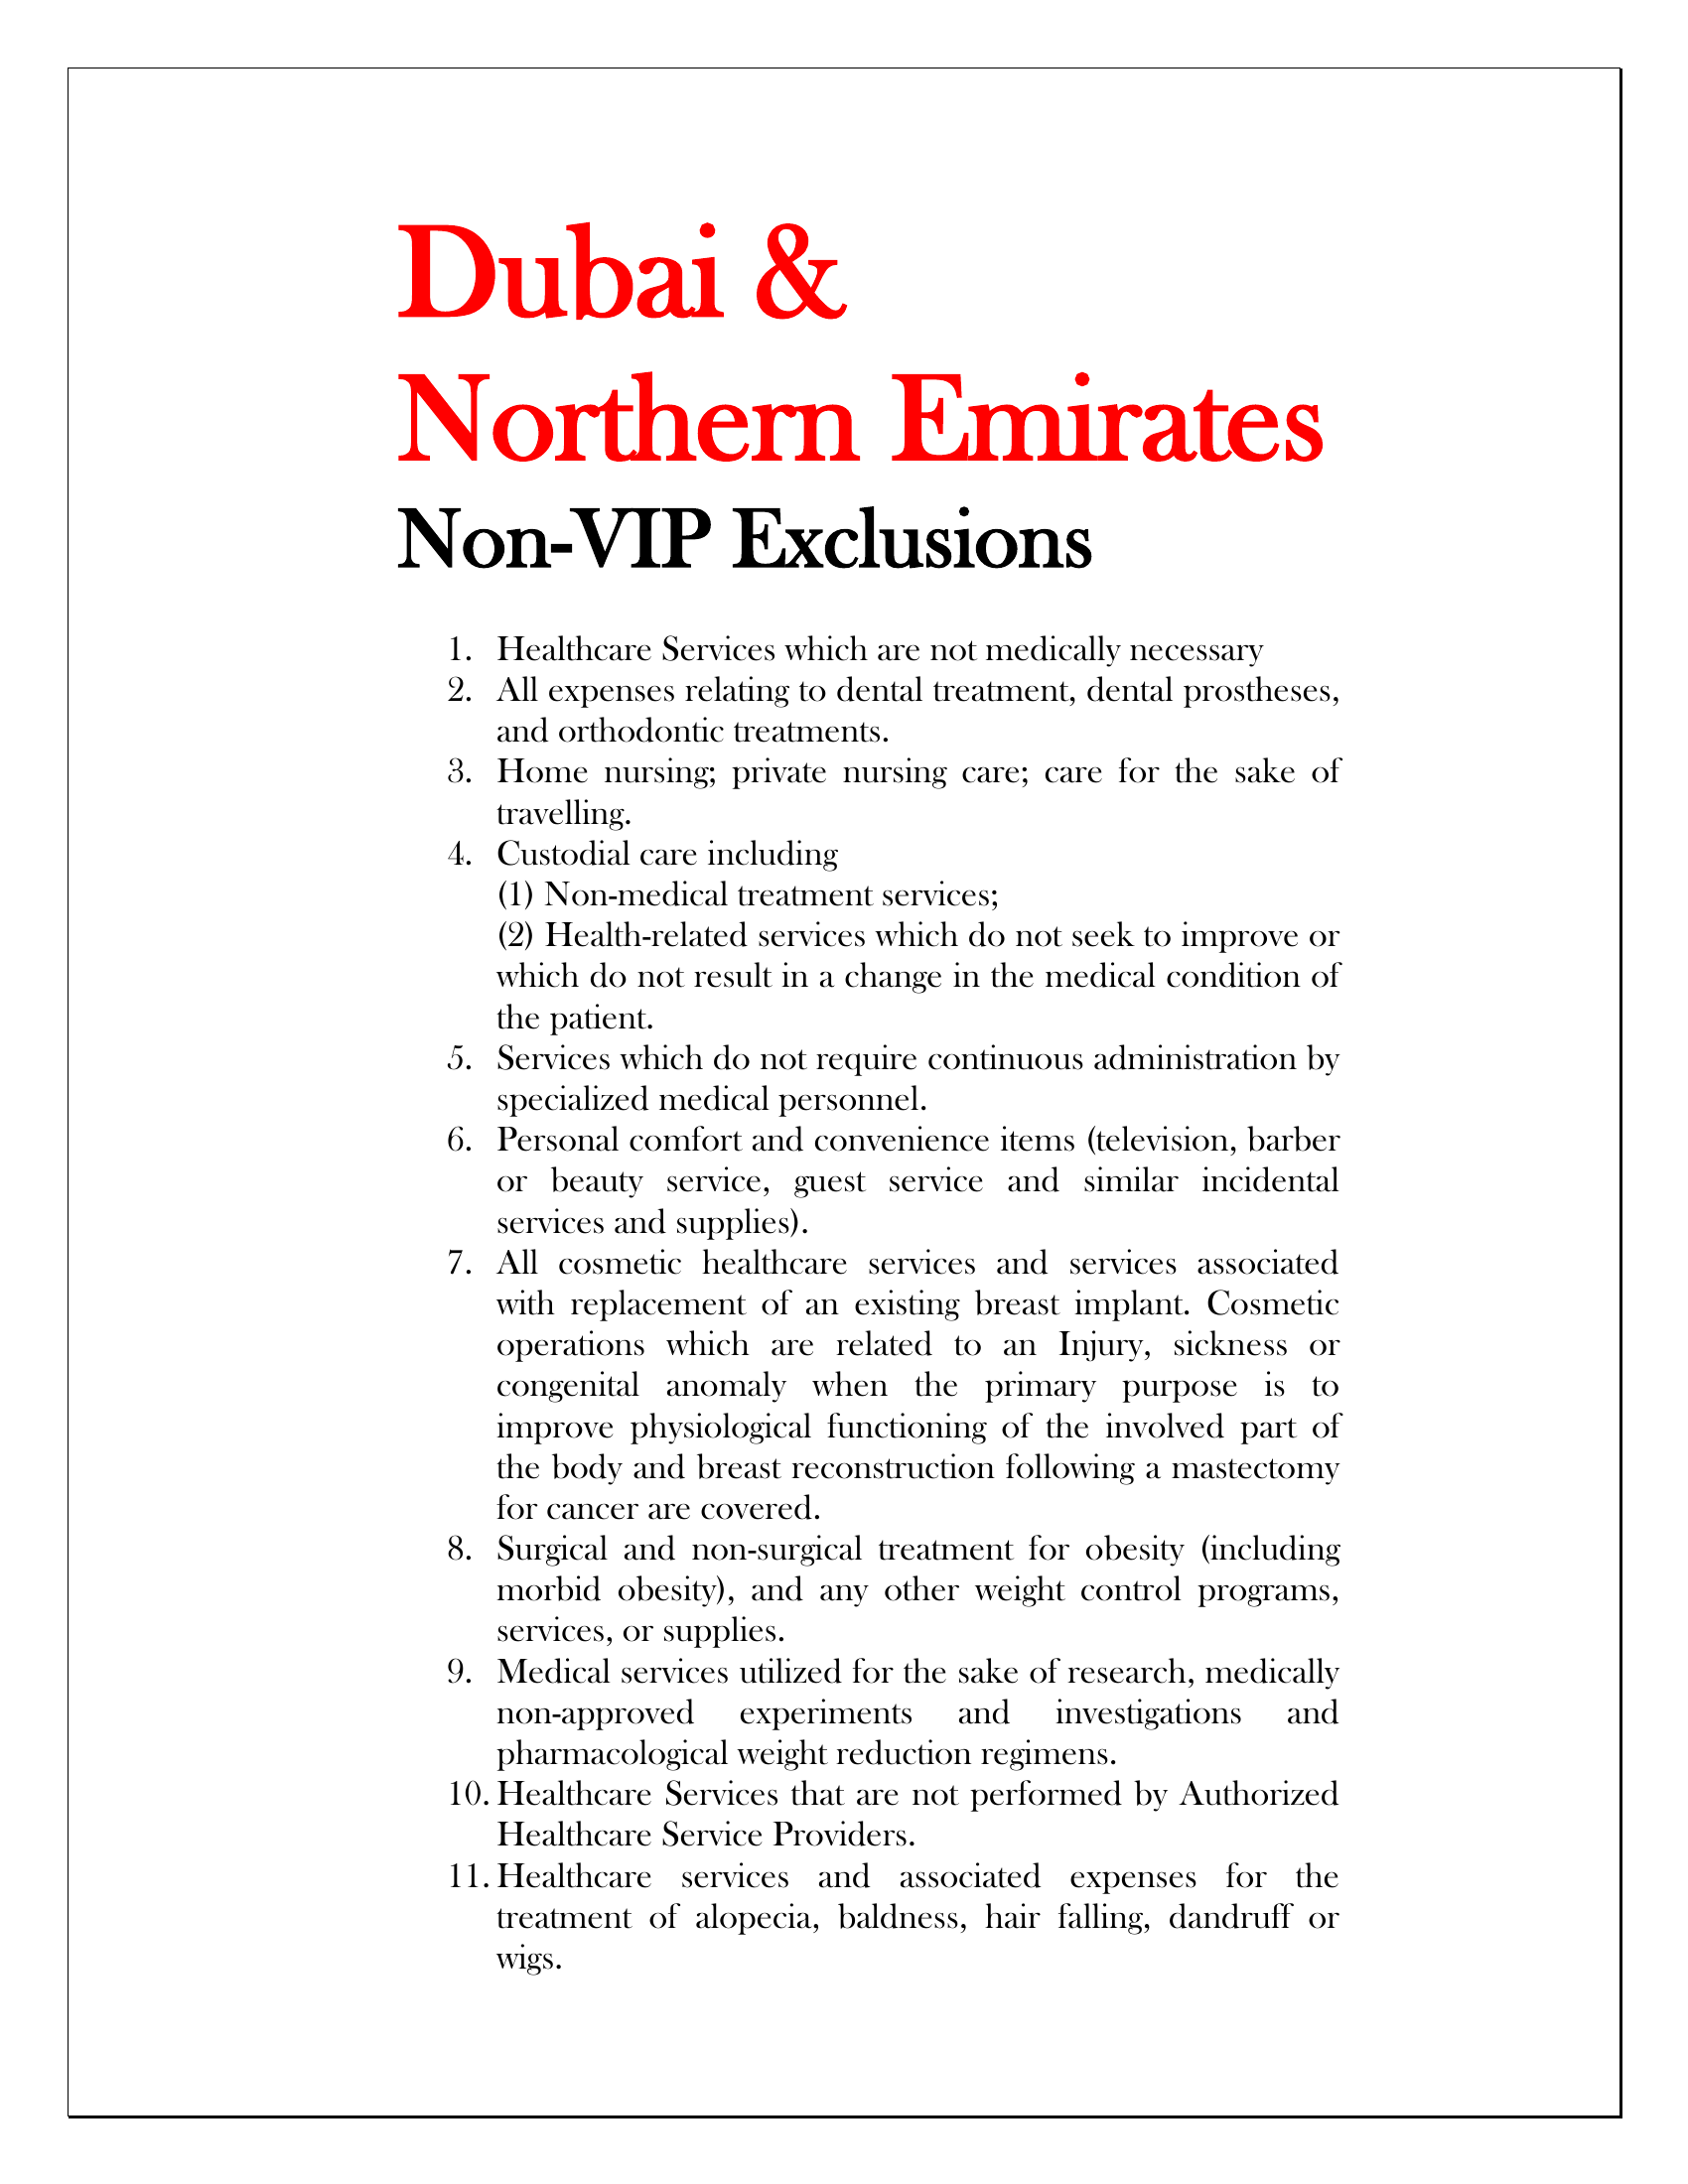 Dubai &
Northern Emirates
Non-VIP Exclusions
1. Healthcare Services which are not medically necessary
2. All expenses relating to dental treatment, dental prostheses,
and orthodontic treatments.
3. Home nursing; private nursing care; care for the sake of
travelling.
4. Custodial care including
(1) Non-medical treatment services;
(2) Health-related services which do not seek to improve or
which do not result in a change in the medical condition of
the patient.
5. Services which do not require continuous administration by
specialized medical personnel.
6. Personal comfort and convenience items (television, barber
or beauty service, guest service and similar incidental
services and supplies).
7. All cosmetic healthcare services and services associated
with replacement of an existing breast implant. Cosmetic
operations which are related to an Injury, sickness or
congenital anomaly when the primary purpose is to
improve physiological functioning of the involved part of
the body and breast reconstruction following a mastectomy
for cancer are covered.
8. Surgical and non-surgical treatment for obesity (including
morbid obesity), and any other weight control programs,
services, or supplies.
9. Medical services utilized for the sake of research, medically
non-approved experiments and investigations and
pharmacological weight reduction regimens.
10. Healthcare Services that are not performed by Authorized
Healthcare Service Providers.
11. Healthcare services and associated expenses for the
treatment of alopecia, baldness, hair falling, dandruff or
wigs.